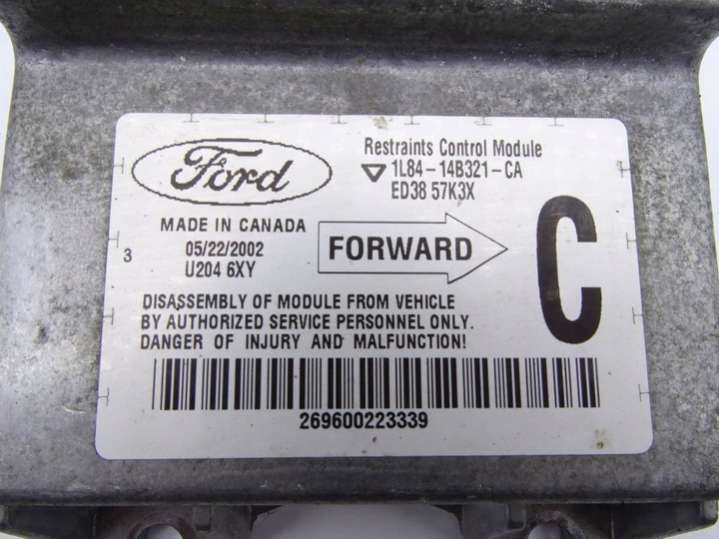 Ford
Restraints Control Module
1L84-14B321-CA
ED38 57K3X
MADE IN CANADA
05/22/2002
U204 6XY
3
FORWARD
C
DISASSEMBLY OF MODULE FROM VEHICLE
BY AUTHORIZED SERVICE PERSONNEL ONLY.
DANGER OF INJURY AND MALFUNCTION!
269600223339